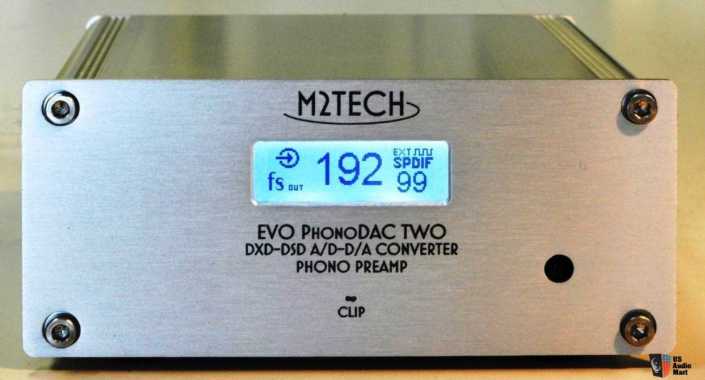 M2TECH
EXT
fs OUT 192 SPDIF
99
EVO PHONODAC TWO
DXD-DSD A/D-D/A CONVERTER
PHONO PREAMP
CLIP
US
Audio
Mart